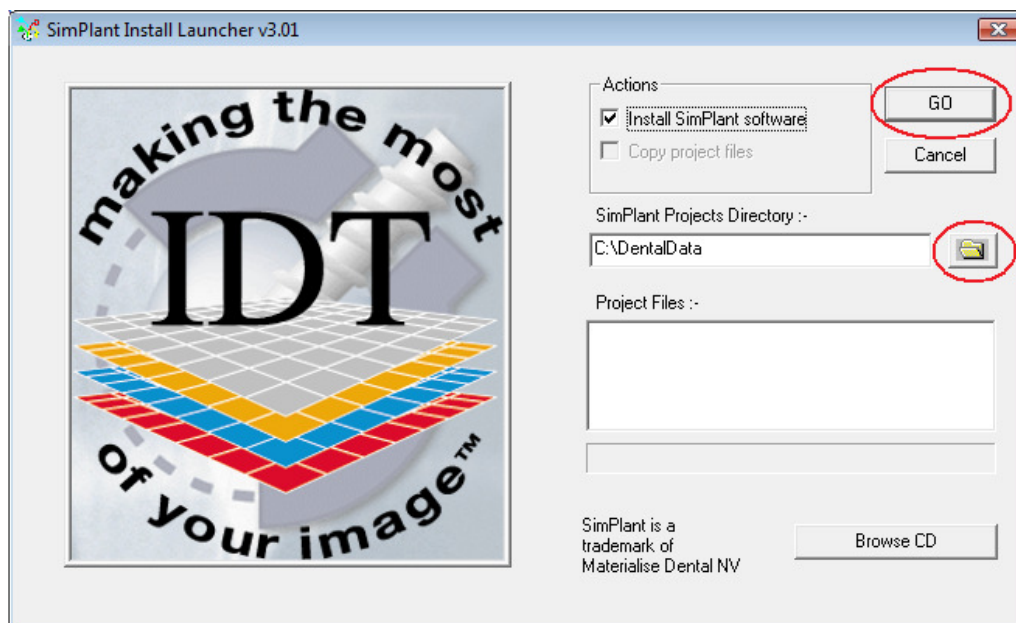 SimPlant Install Launcher v3.01
making the most
IDT
of your image™
Actions
Install SimPlant software
Copy project files
GO
Cancel
SimPlant Projects Directory :-
C:\DentalData
Project Files :-
SimPlant is a
trademark of
Materialise Dental NV
Browse CD